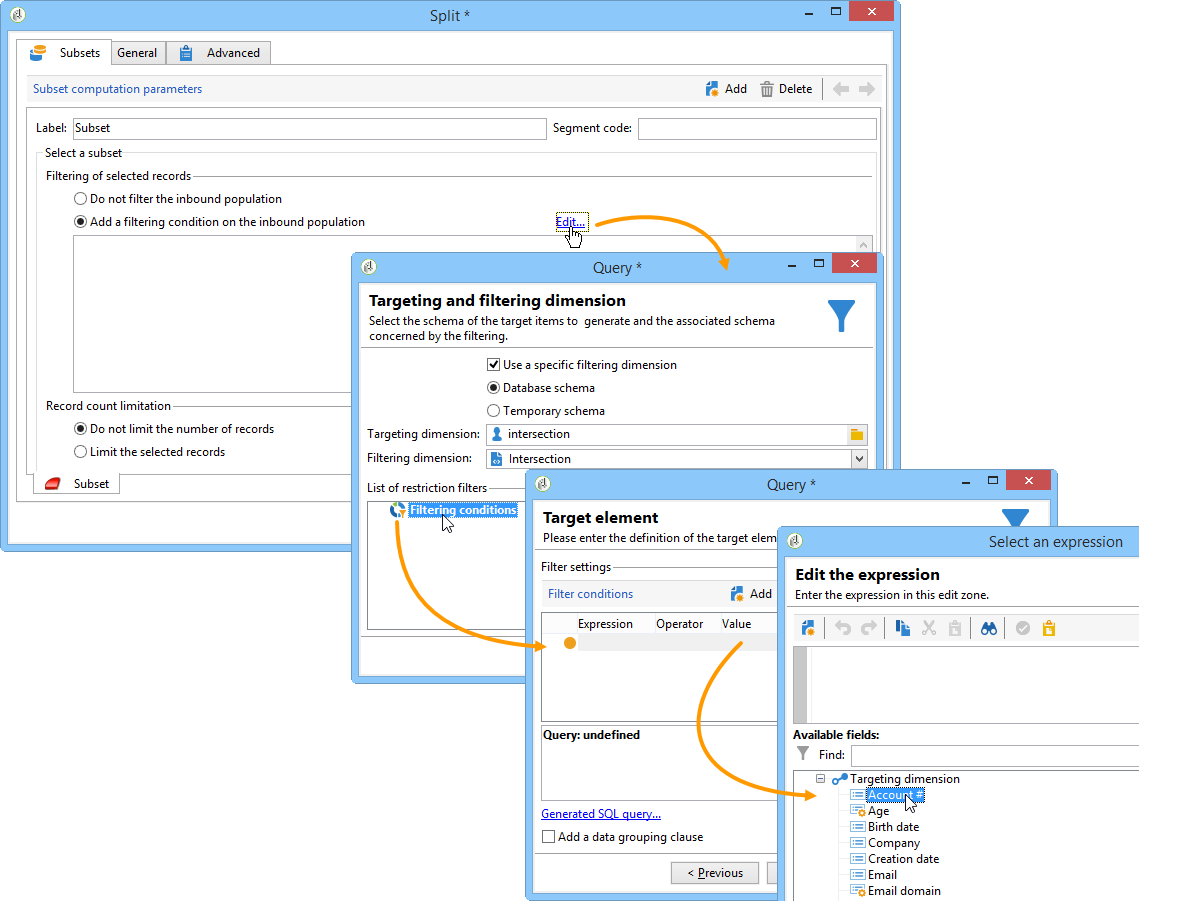 Split *
Subsets General Advanced
Subset computation parameters Add Delete
Label: Subset Segment code:
Select a subset
Filtering of selected records
Do not filter the inbound population
Add a filtering condition on the inbound population Edit...
Record count limitation
Do not limit the number of records
Limit the selected records
Subset
Query *
Targeting and filtering dimension
Select the schema of the target items to generate and the associated schema
concerned by the filtering.
Use a specific filtering dimension
Database schema
Temporary schema
Targeting dimension: intersection
Filtering dimension: Intersection
List of restriction filters
Filtering conditions
Query *
Target element
Please enter the definition of the target elem
Filter settings
Filter conditions Add
Expression Operator Value
Query: undefined
Generated SQL query...
Add a data grouping clause
< Previous
Select an expression
Edit the expression
Enter the expression in this edit zone.
Available fields:
Find:
Targeting dimension
Account #
Age
Birth date
Company
Creation date
Email
Email domain